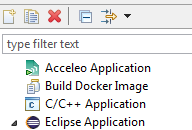 type filter text
Acceleo Application
Build Docker Image
C/C++ Application
Eclipse Application